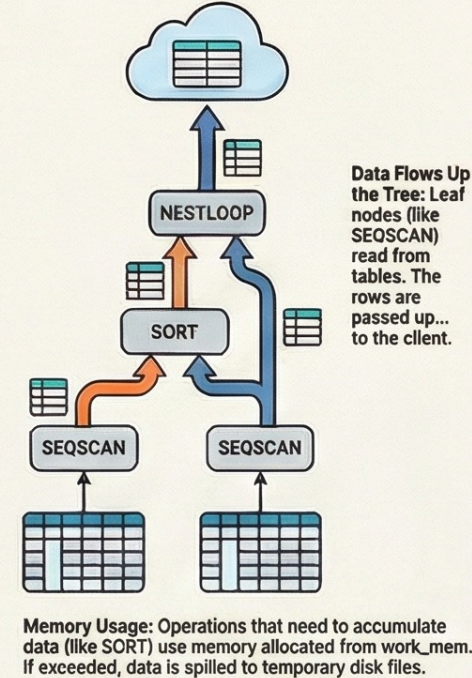 NESTLOOP
Data Flows Up
the Tree: Leaf
nodes (like
SEQSCAN)
read from
tables. The
rows are
passed up...
to the cllent.
SORT
SEQSCAN
SEQSCAN
Memory Usage: Operations that need to accumulate
data (llke SORT) use memory allocated from work_mem.
If exceeded, data is spilled to temporary disk files.